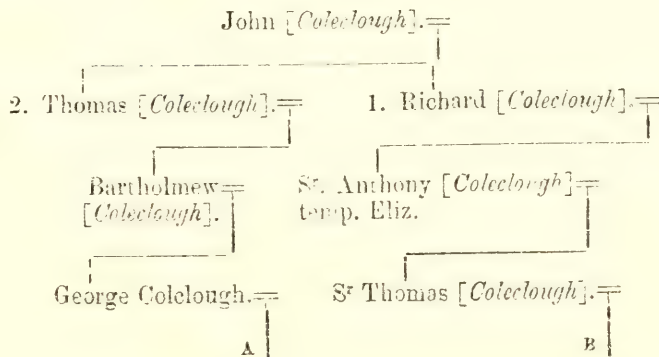 John [Coleclough].
2. Thomas [Coleclough]. 1. Richard [Coleclough].
Bartholmew Sr. Anthony [Coleclough]
[Coleclough]. temp. Eliz.
George Colclough. Sr Thomas [Coleclough].
A B